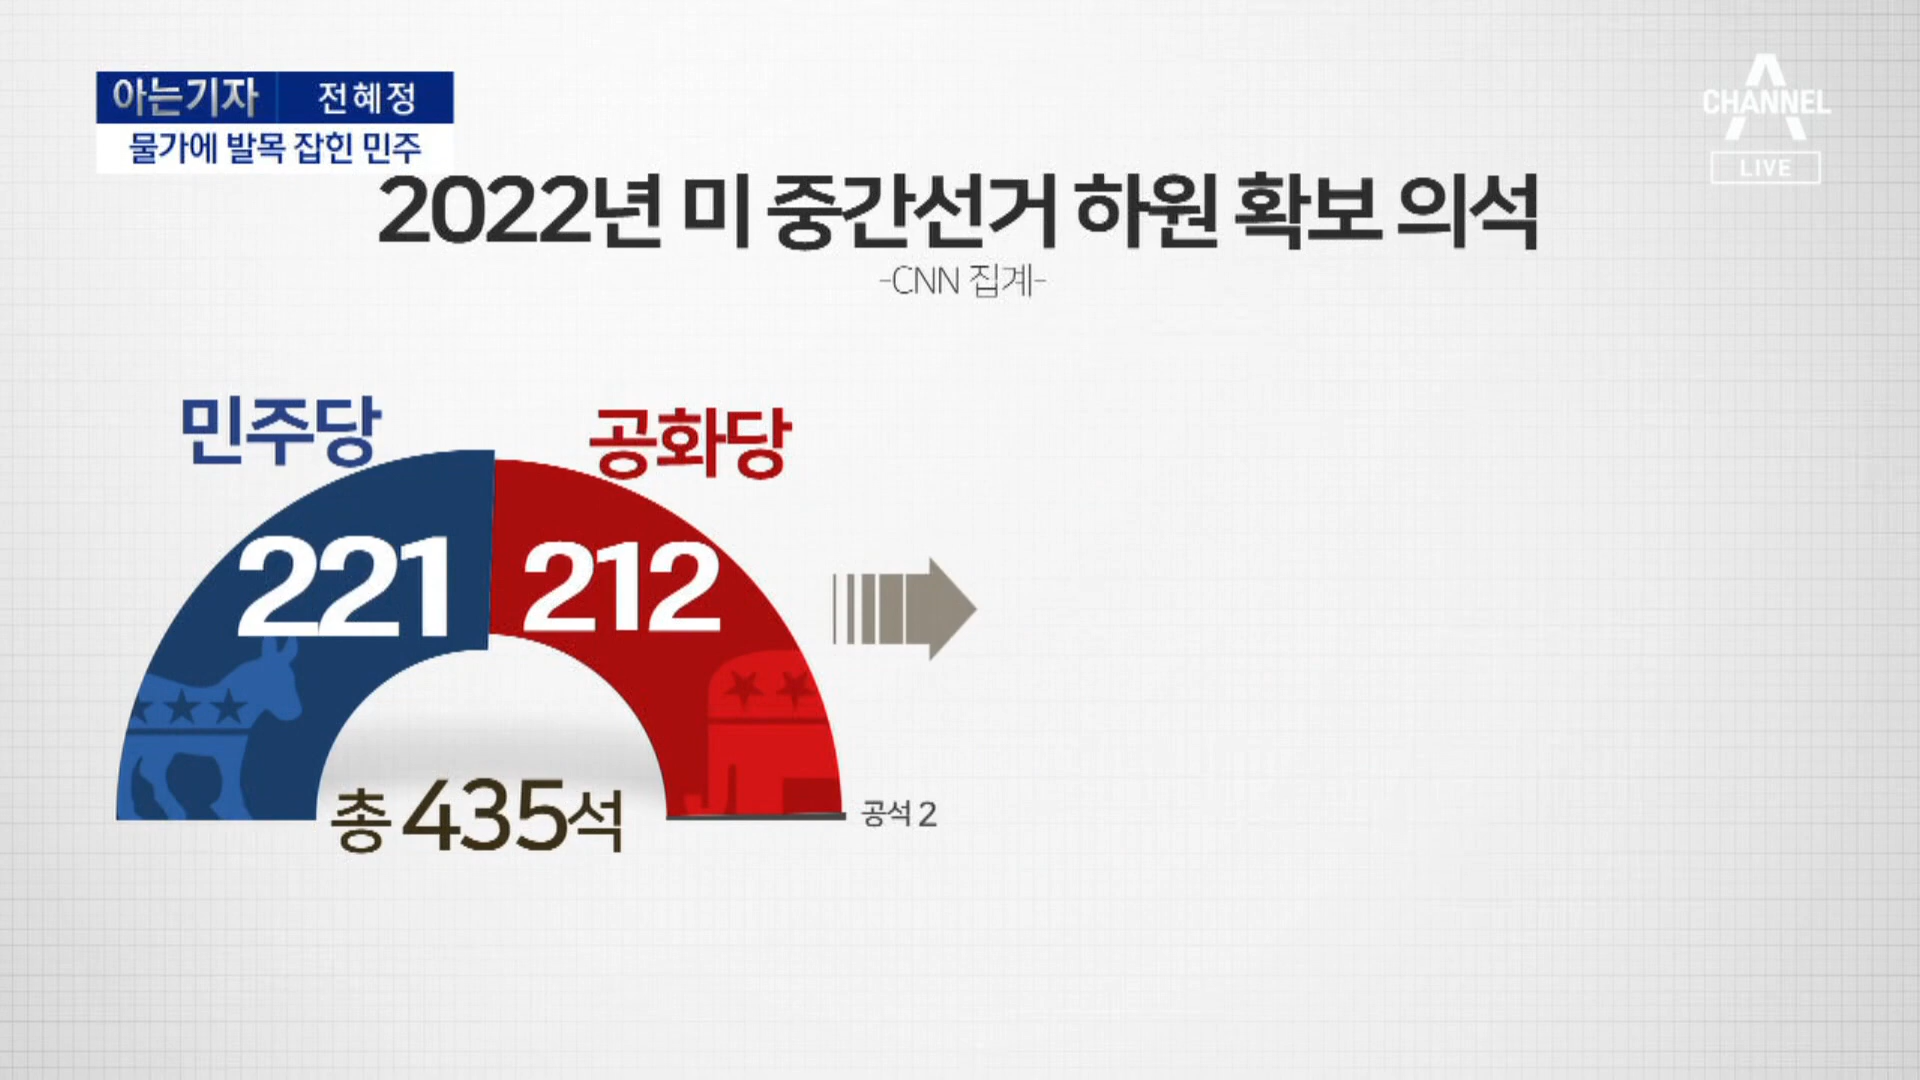 아는기자 전혜정
물가에 발목 잡힌 민주
CHANNEL
LIVE
2022년 미 중간선거 하원 확보 의석
-CNN 집계-
민주당
공화당
221
212
총 435석
공석 2